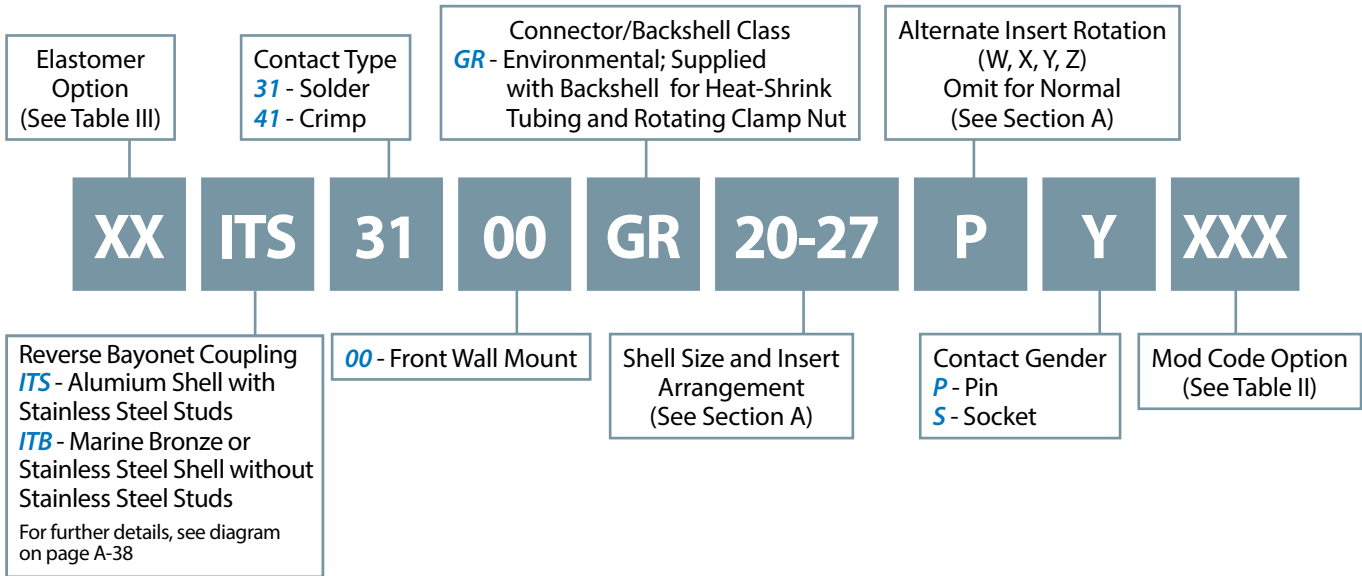 Elastomer
Option
(See Table III)
Contact Type
31 - Solder
41 - Crimp
Connector/Backshell Class
GR - Environmental; Supplied
with Backshell for Heat-Shrink
Tubing and Rotating Clamp Nut
Alternate Insert Rotation
(W, X, Y, Z)
Omit for Normal
(See Section A)
XX ITS 31 00 GR 20-27 P Y XXX
Reverse Bayonet Coupling
ITS - Alumium Shell with
Stainless Steel Studs
ITB - Marine Bronze or
Stainless Steel Shell without
Stainless Steel Studs
For further details, see diagram
on page A-38
00 - Front Wall Mount
Shell Size and Insert
Arrangement
(See Section A)
Contact Gender
P - Pin
S - Socket
Mod Code Option
(See Table II)